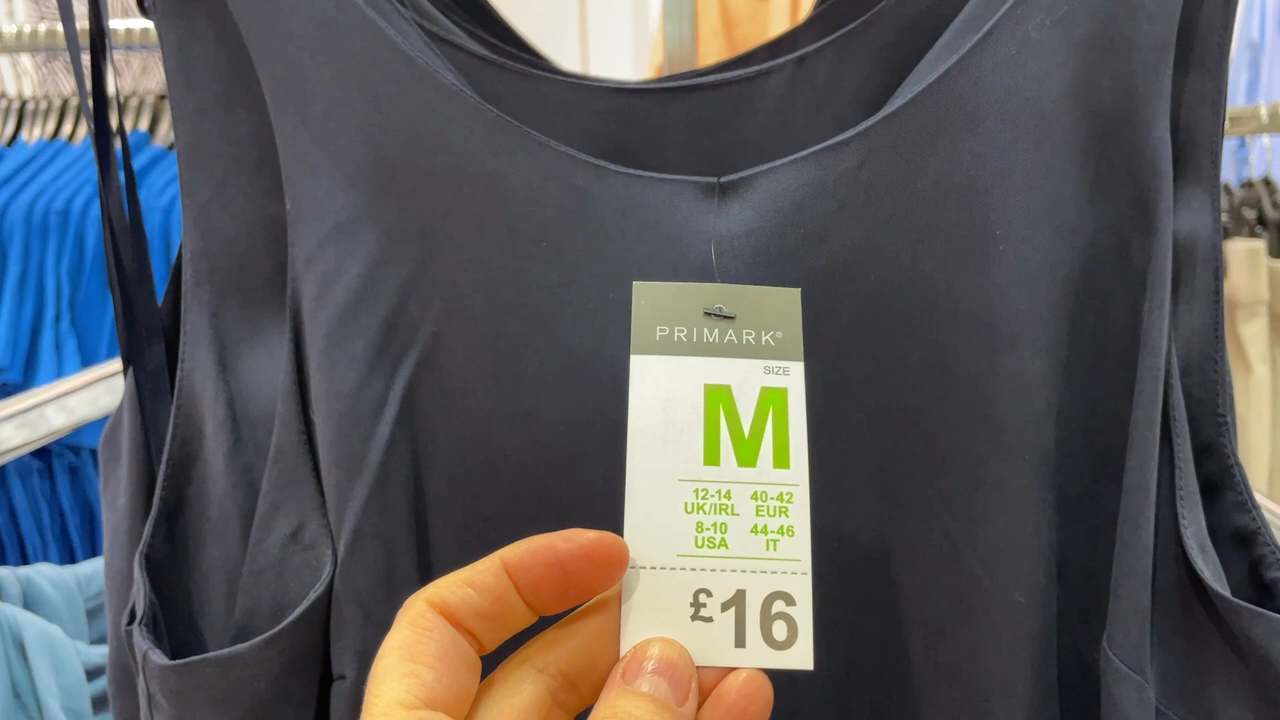 PRIMARK®
SIZE
M
12-14 40-42
UK/IRL EUR
8-10 44-46
USA IT
£16